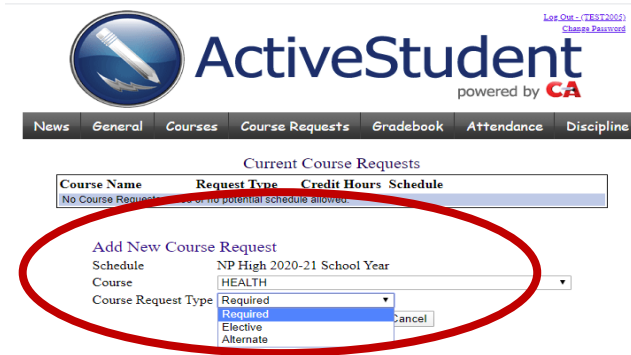 Log Out - (TEST2005)
Change Password
ActiveStudent
powered by CA
News General Courses Course Requests Gradebook Attendance Discipline
Current Course Requests
Course Name Request Type Credit Hours Schedule
No Course Requests or no potential schedule allowed.
Add New Course Request
Schedule NP High 2020-21 School Year
Course HEALTH
Course Request Type Required
Required
Cancel
Elective
Alternate